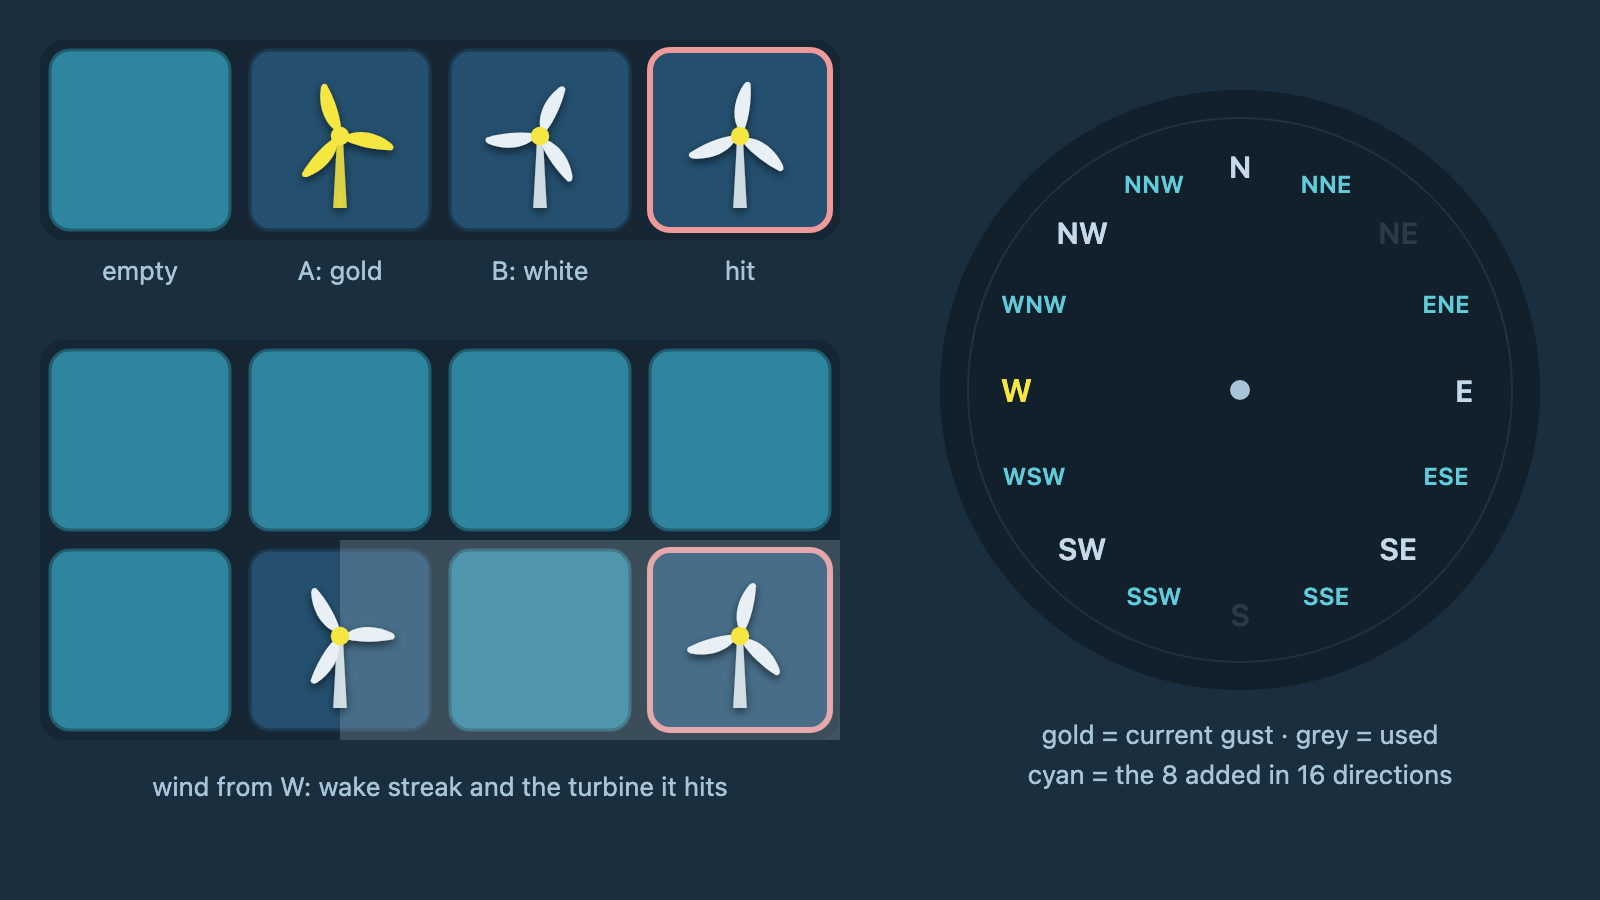 empty
A: gold
B: white
hit
wind from W: wake streak and the turbine it hits
N
NNW
NNE
NW
NE
WNW
ENE
W
E
WSW
ESE
SW
SE
SSW
SSE
S
gold = current gust · grey = used
cyan = the 8 added in 16 directions